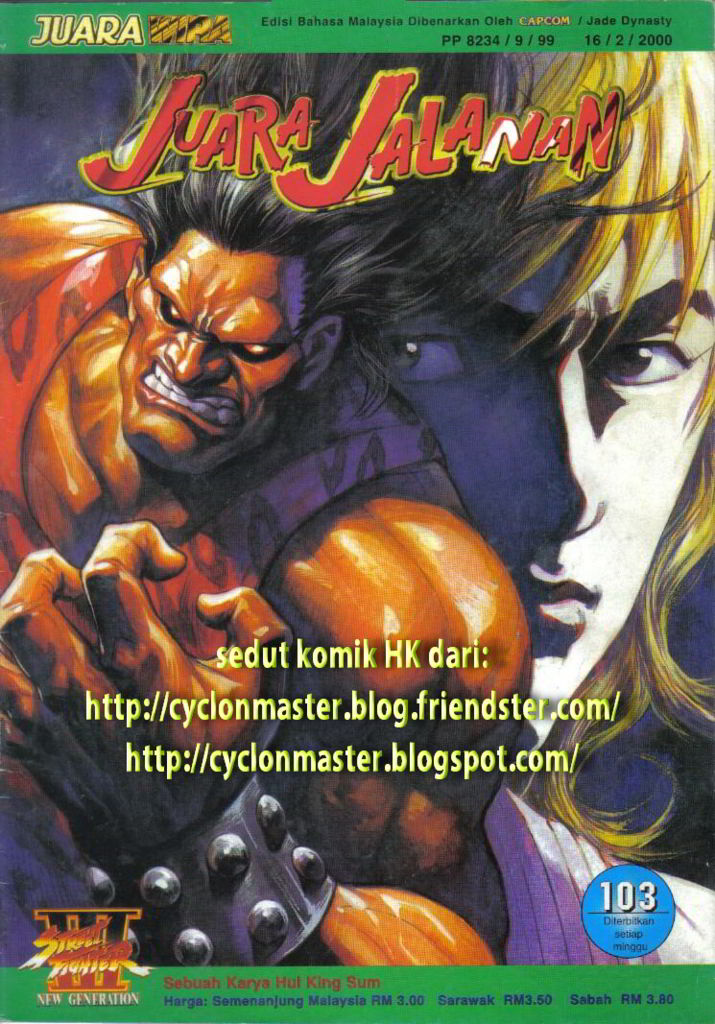 JUARA WIRA
Edisi Bahasa Malaysia Dibenarkan Oleh CAPCOM / Jade Dynasty
PP 8234 / 9 / 99 16 / 2 / 2000
JUARA JALANAN
sedut komik HK dari:
http://cyclonmaster.blog.friendster.com/
http://cyclonmaster.blogspot.com/
103
Diterbitkan
setiap
minggu
STREET
FIGHTER
III
NEW GENERATION
Sebuah Karya Hui King Sum
Harga: Semenanjung Malaysia RM 3.00 Sarawak RM3.50 Sabah RM 3.80